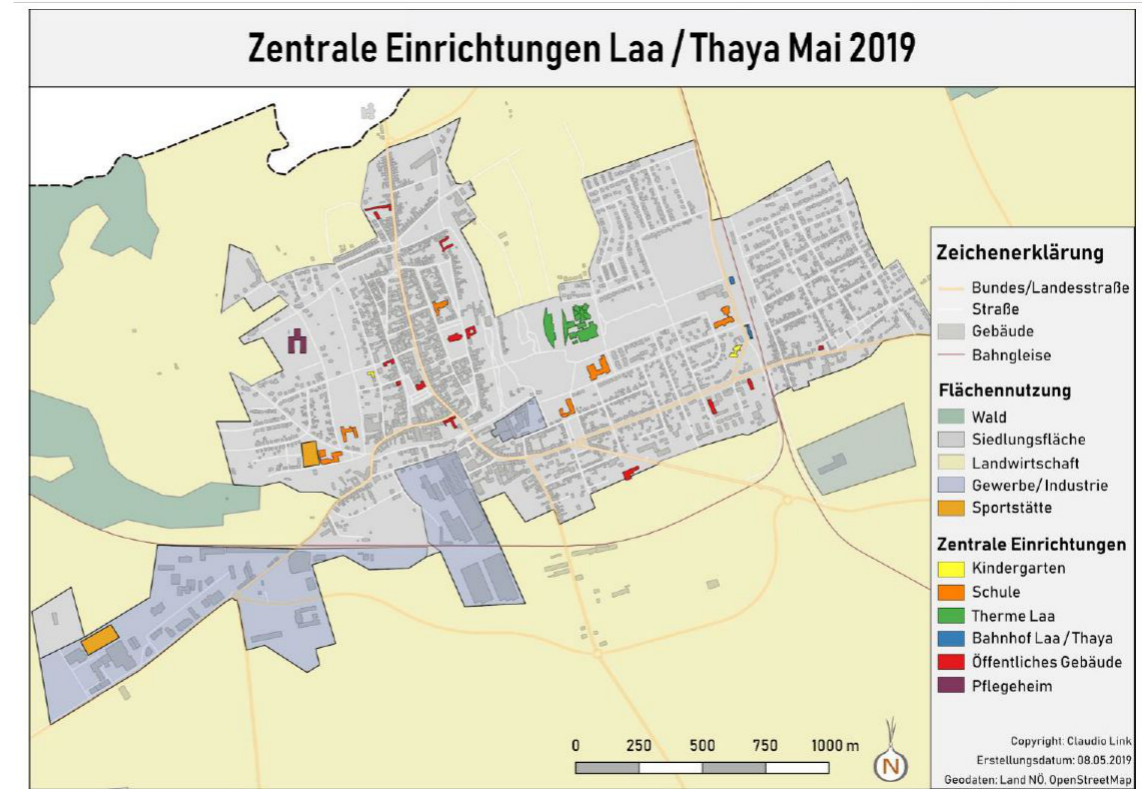 Zentrale Einrichtungen Laa / Thaya Mai 2019
Zeichenerklärung
Bundes/Landesstraße
Straße
Gebäude
Bahngleise
Flächennutzung
Wald
Siedlungsfläche
Landwirtschaft
Gewerbe/Industrie
Sportstätte
Zentrale Einrichtungen
Kindergarten
Schule
Therme Laa
Bahnhof Laa / Thaya
Öffentliches Gebäude
Pflegeheim
0 250 500 750 1000 m
N
Copyright: Claudio Link
Erstellungsdatum: 08.05.2019
Geodaten: Land NÖ, OpenStreetMap